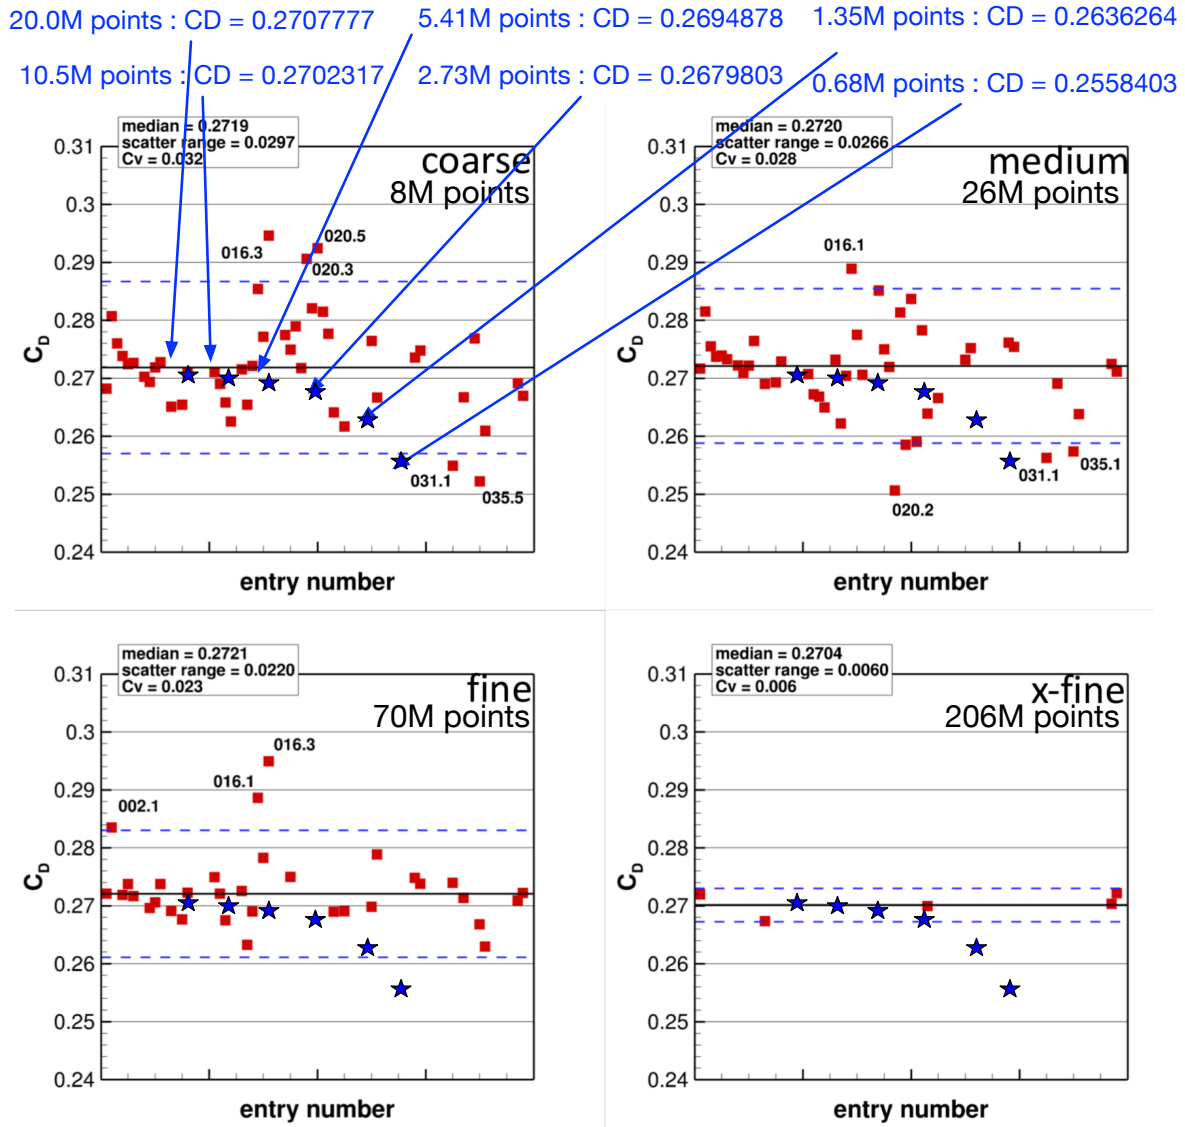 20.0M points : CD = 0.2707777
5.41M points : CD = 0.2694878
1.35M points : CD = 0.2636264
10.5M points : CD = 0.2702317
2.73M points : CD = 0.2679803
0.68M points : CD = 0.2558403
median = 0.2719
scatter range = 0.0297
Cv = 0.032
coarse
8M points
0.31
0.3
0.29
0.28
0.27
0.26
0.25
0.24
C_D
016.3
020.5
020.3
031.1
035.5
entry number
median = 0.2720
scatter range = 0.0266
Cv = 0.028
medium
26M points
0.31
0.3
0.29
0.28
0.27
0.26
0.25
0.24
C_D
016.1
020.2
031.1
035.1
entry number
median = 0.2721
scatter range = 0.0220
Cv = 0.023
fine
70M points
0.31
0.3
0.29
0.28
0.27
0.26
0.25
0.24
C_D
016.3
016.1
002.1
entry number
median = 0.2704
scatter range = 0.0060
Cv = 0.006
x-fine
206M points
0.31
0.3
0.29
0.28
0.27
0.26
0.25
0.24
C_D
entry number